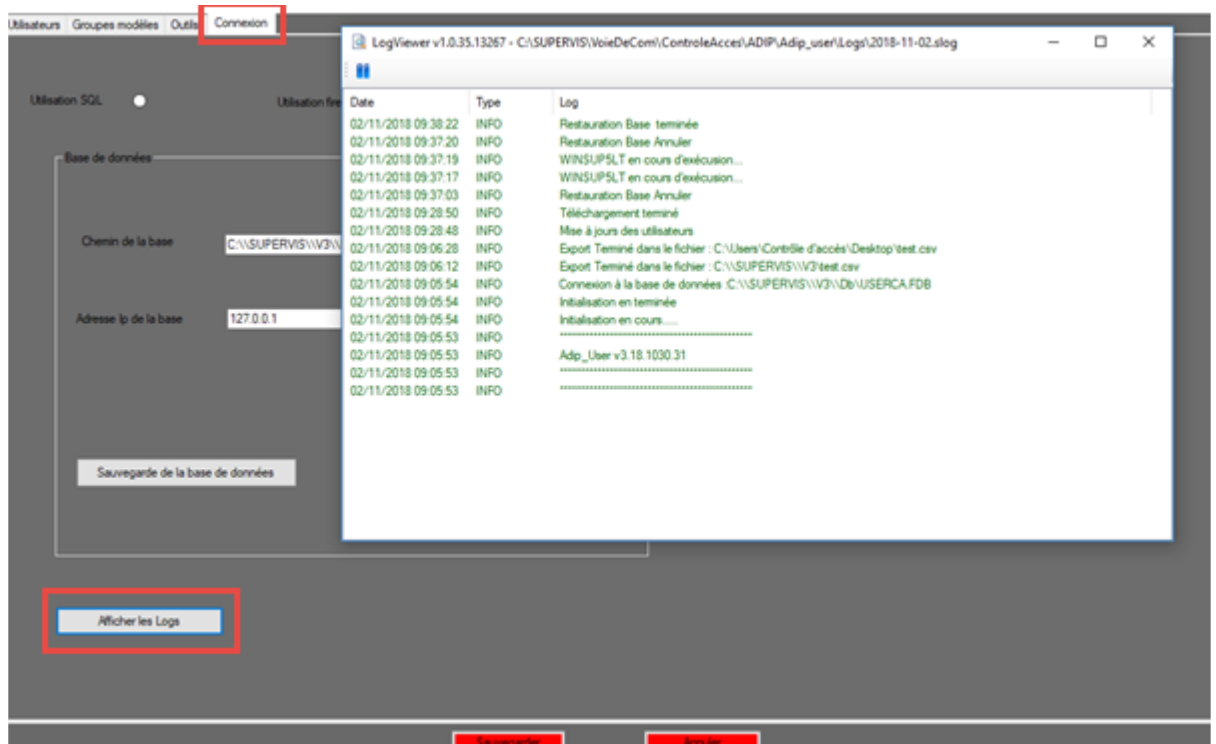 Utilisateurs Groupes modèles Outils Connexion
LogViewer v1.0.35.13267 - C:\SUPERVIS\VoieDeCom\ControleAcces\ADIP\Adip_user\Logs\2018-11-02.slog
Utilisation SQL Utilisation fire
Base de données
Chemin de la base C:\\SUPERVIS\\V3\\
Adresse Ip de la base 127.0.0.1
Sauvegarde de la base de données
Afficher les Logs
Date Type Log
02/11/2018 09:38:22 INFO Restauration Base terminée
02/11/2018 09:37:20 INFO Restauration Base Annuler
02/11/2018 09:37:19 INFO WINSUP5LT en cours d'exécusion...
02/11/2018 09:37:17 INFO WINSUP5LT en cours d'exécusion...
02/11/2018 09:37:03 INFO Restauration Base Annuler
02/11/2018 09:28:50 INFO Téléchargement terminé
02/11/2018 09:28:48 INFO Mise à jours des utilisateurs
02/11/2018 09:06:28 INFO Export Terminé dans le fichier : C:\Users\Contrôle d'accès\Desktop\test.csv
02/11/2018 09:06:12 INFO Export Terminé dans le fichier : C:\\SUPERVIS\\V3\test.csv
02/11/2018 09:05:54 INFO Connexion à la base de données :C:\\SUPERVIS\\V3\\Db\USERCA.FDB
02/11/2018 09:05:54 INFO Initialisation en terminée
02/11/2018 09:05:54 INFO Initialisation en cours.....
02/11/2018 09:05:53 INFO
02/11/2018 09:05:53 INFO Adip_User v3.18.1030.31
02/11/2018 09:05:53 INFO
02/11/2018 09:05:53 INFO
Sauvegarder Annuler